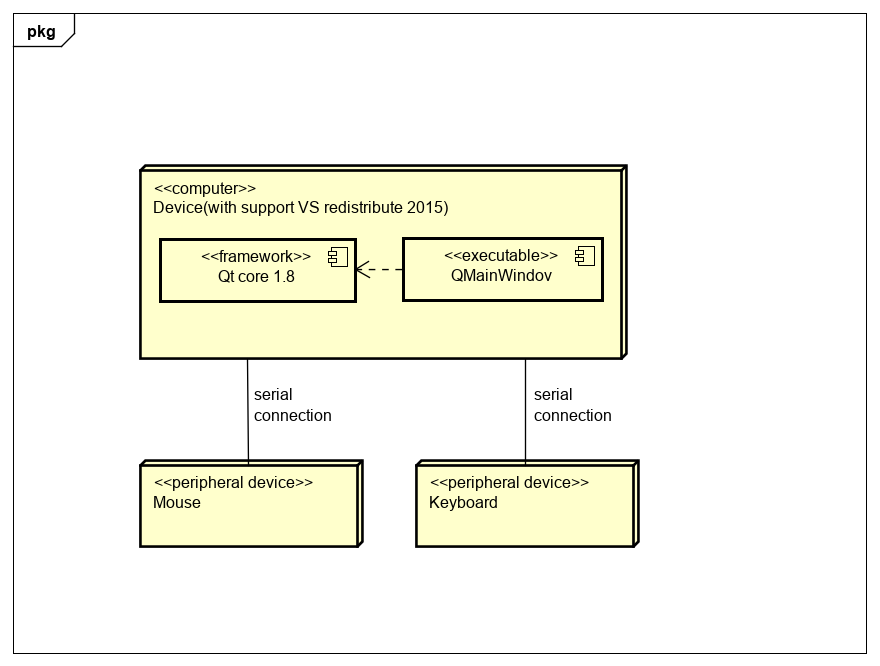 pkg
<<computer>>
Device(with support VS redistribute 2015)
<<framework>>
Qt core 1.8
<<executable>>
QMainWindov
serial
connection
serial
connection
<<peripheral device>>
Mouse
<<peripheral device>>
Keyboard